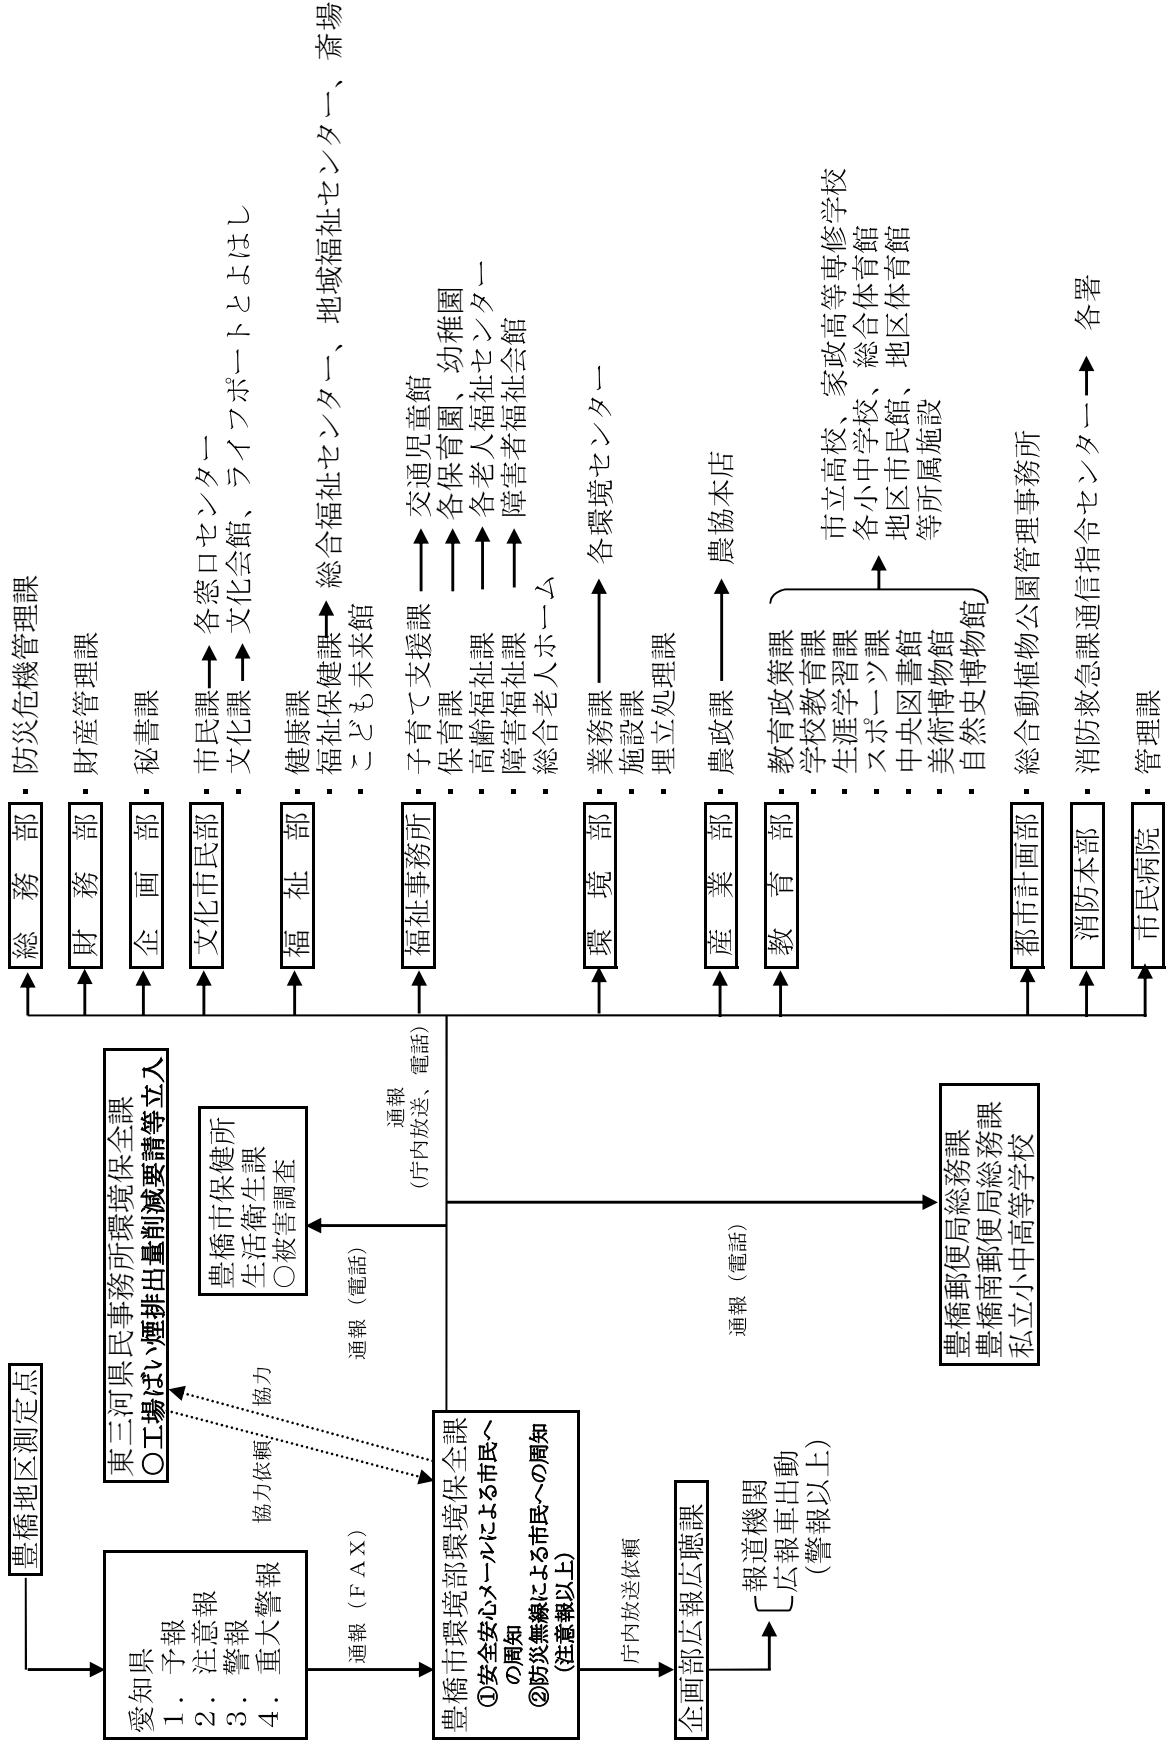 豊橋地区測定点
愛知県
１．予報
２．注意報
３．警報
４．重大警報
東三河県民事務所環境保全課
○工場ばい煙排出量削減要請等立入
協力依頼
協力
通報（ＦＡＸ）
豊橋市環境部環境保全課
①安全安心メールによる市民へ
の周知
②防災無線による市民への周知
(注意報以上)
庁内放送依頼
企画部広報広聴課
報道機関
広報車出動
（警報以上）
通報（電話）
豊橋市保健所
生活衛生課
○被害調査
通報（電話）
豊橋郵便局総務課
豊橋南郵便局総務課
私立小中高等学校
通報
（庁内放送、電話）
総務部
・防災危機管理課
財務部
・財産管理課
企画部
・秘書課
文化市民部
・市民課 各窓口センター
・文化課 文化会館、ライフポートとよはし
福祉部
・健康課
・福祉保健課 総合福祉センター、地域福祉センター、斎場
・こども未来館
福祉事務所
・子育て支援課 交通児童館
・保育課 各保育園、幼稚園
・高齢福祉課 各老人福祉センター
・障害福祉課 障害者福祉会館
・総合老人ホーム
環境部
・業務課 各環境センター
・施設課
・埋立処理課
産業部
・農政課 農協本店
教育部
・教育政策課
・学校教育課
・生涯学習課
・スポーツ課
・中央図書館
・美術博物館
・自然史博物館
市立高校、家政高等専修学校
各小中学校、総合体育館
地区市民館、地区体育館
等所属施設
都市計画部
・総合動植物公園管理事務所
消防本部
・消防救急課通信指令センター 各署
市民病院
・管理課